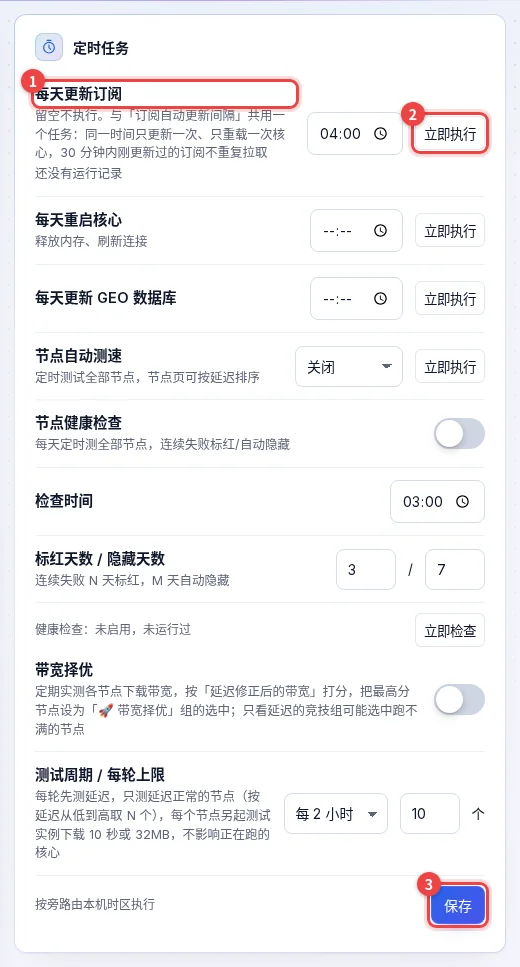 定时任务
1
每天更新订阅
留空不执行。与「订阅自动更新间隔」共用一
个任务：同一时间只更新一次、只重载一次核
心，30 分钟内刚更新过的订阅不重复拉取
还没有运行记录
04:00
2
立即执行
每天重启核心
释放内存、刷新连接
--:--
立即执行
每天更新 GEO 数据库
--:--
立即执行
节点自动测速
定时测试全部节点，节点页可按延迟排序
关闭
立即执行
节点健康检查
每天定时测全部节点，连续失败标红/自动隐藏
检查时间
03:00
标红天数 / 隐藏天数
连续失败 N 天标红，M 天自动隐藏
3 / 7
健康检查：未启用，未运行过
立即检查
带宽择优
定期实测各节点下载带宽，按「延迟修正后的带宽」打分，把最高分
节点设为「🚀 带宽择优」组的选中；只看延迟的竞技组可能选中跑不
满的节点
测试周期 / 每轮上限
每轮先测延迟，只测延迟正常的节点（按
延迟从低到高取 N 个），每个节点另起测试
实例下载 10 秒或 32MB，不影响正在跑的
核心
每 2 小时
10 个
按旁路由本机时区执行
3
保存